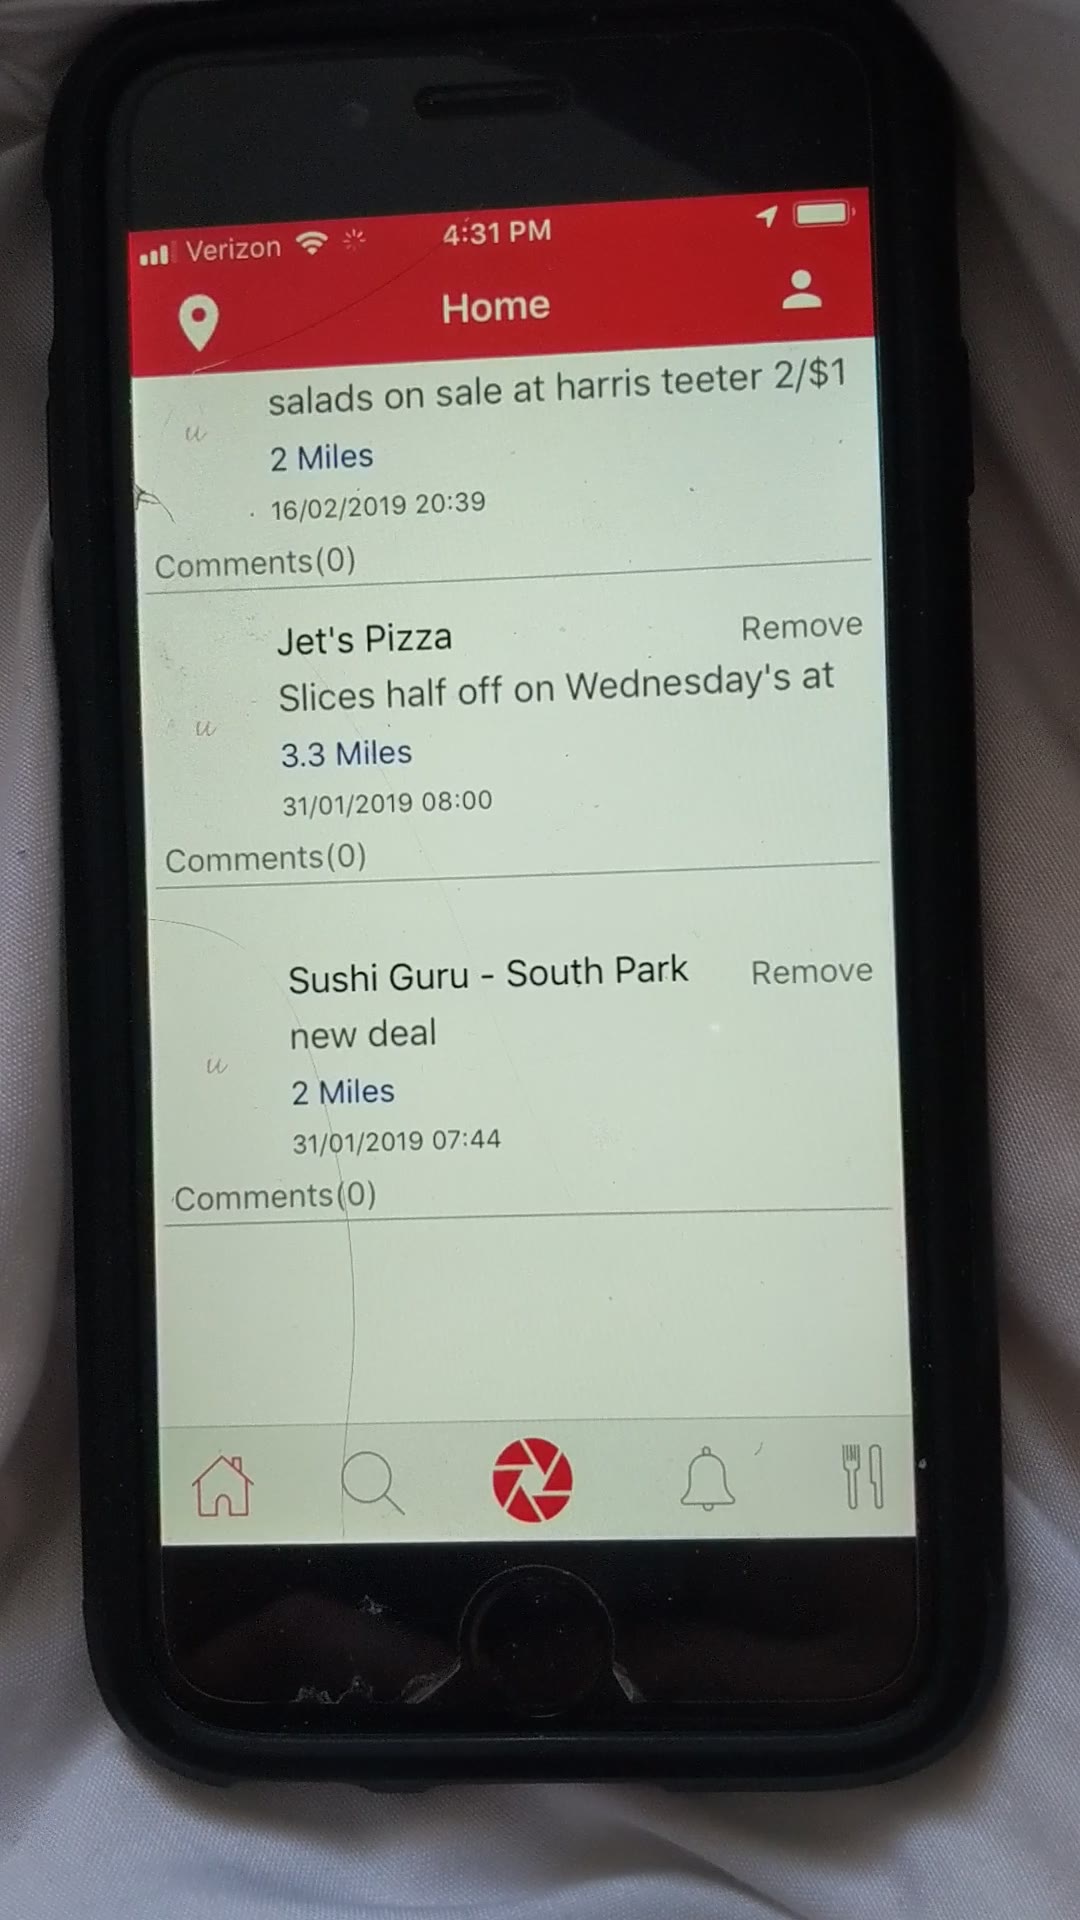 Verizon 4:31 PM
Home
salads on sale at harris teeter 2/$1
u
2 Miles
16/02/2019 20:39
Comments(0)
Jet's Pizza Remove
Slices half off on Wednesday's at
u
3.3 Miles
31/01/2019 08:00
Comments(0)
Sushi Guru - South Park Remove
new deal
u
2 Miles
31/01/2019 07:44
Comments(0)